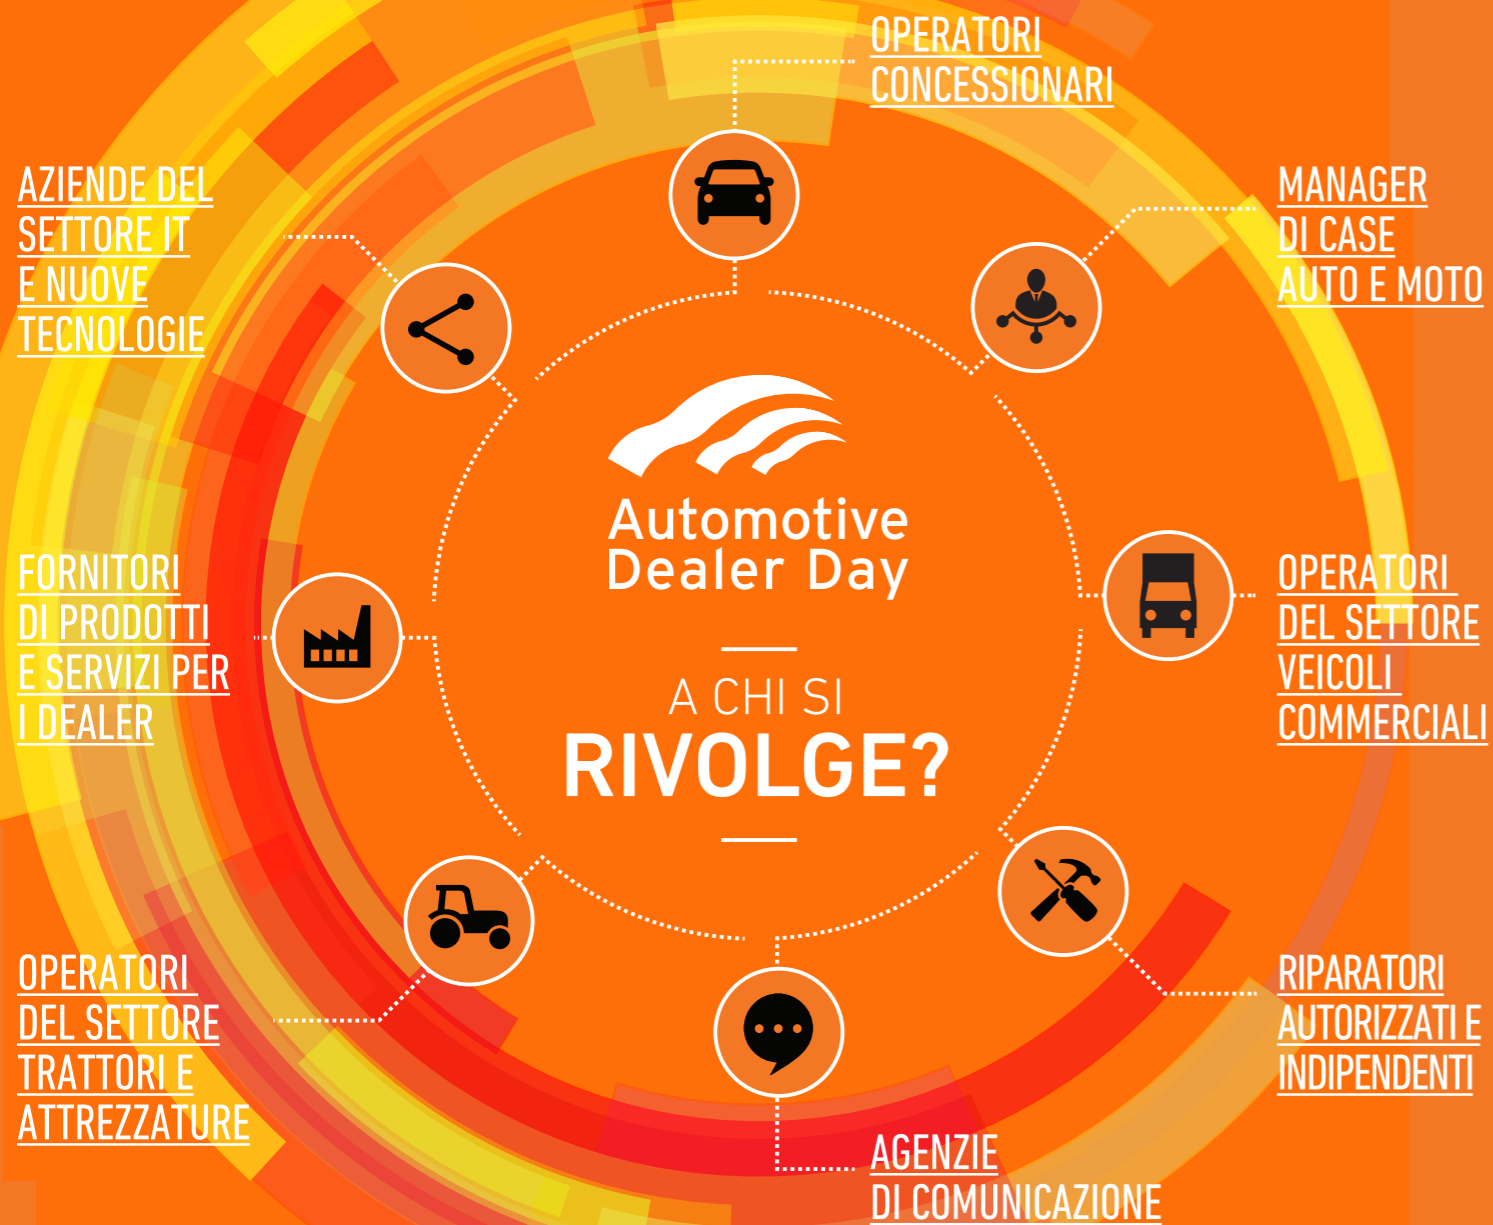 OPERATORI
CONCESSIONARI
AZIENDE DEL
SETTORE IT
E NUOVE
TECNOLOGIE
MANAGER
DI CASE
AUTO E MOTO
Automotive
Dealer Day
A CHI SI
RIVOLGE?
FORNITORI
DI PRODOTTI
E SERVIZI PER
I DEALER
OPERATORI
DEL SETTORE
VEICOLI
COMMERCIALI
OPERATORI
DEL SETTORE
TRATTORI E
ATTREZZATURE
RIPARATORI
AUTORIZZATI E
INDIPENDENTI
AGENZIE
DI COMUNICAZIONE